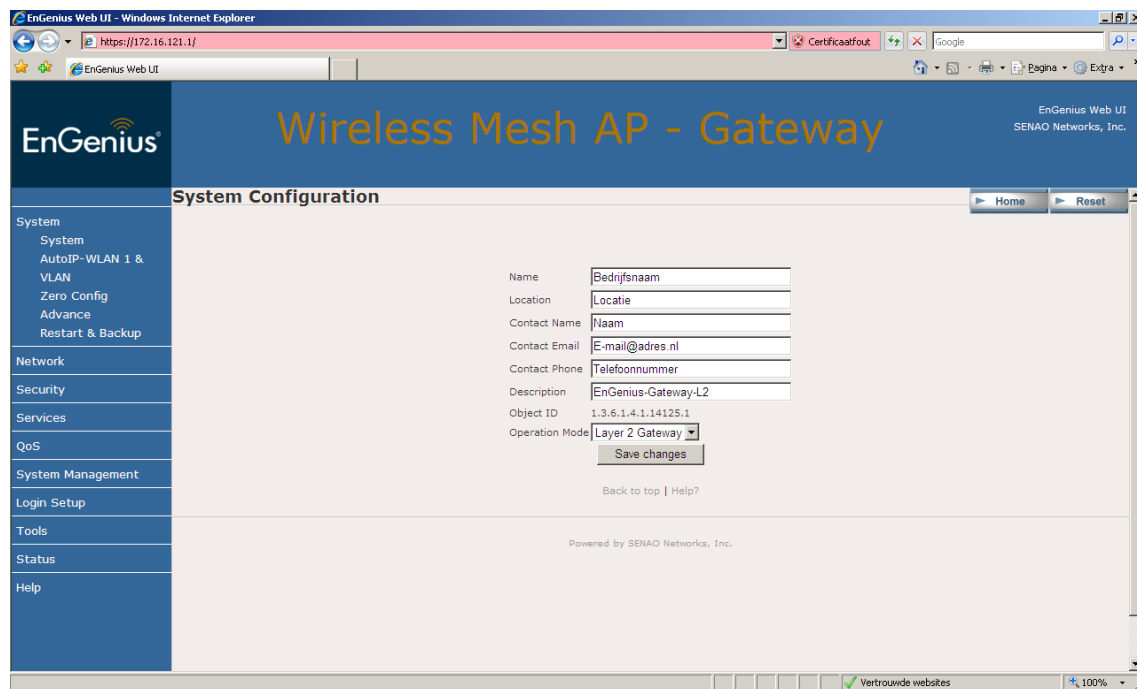 EnGenius Web UI - Windows Internet Explorer
https://172.16.121.1/
Certificaatfout
Google
EnGenius Web UI
Pagina
Extra
EnGenius®
Wireless Mesh AP - Gateway
EnGenius Web UI
SENAO Networks, Inc.
System Configuration
Home
Reset
System
System
AutoIP-WLAN 1 &
VLAN
Zero Config
Advance
Restart & Backup
Network
Security
Services
QoS
System Management
Login Setup
Tools
Status
Help
Name Bedrijfsnaam
Location Locatie
Contact Name Naam
Contact Email E-mail@adres.nl
Contact Phone Telefoonnummer
Description EnGenius-Gateway-L2
Object ID 1.3.6.1.4.1.14125.1
Operation Mode Layer 2 Gateway
Save changes
Back to top | Help?
Powered by SENAO Networks, Inc.
Vertrouwde websites
100%